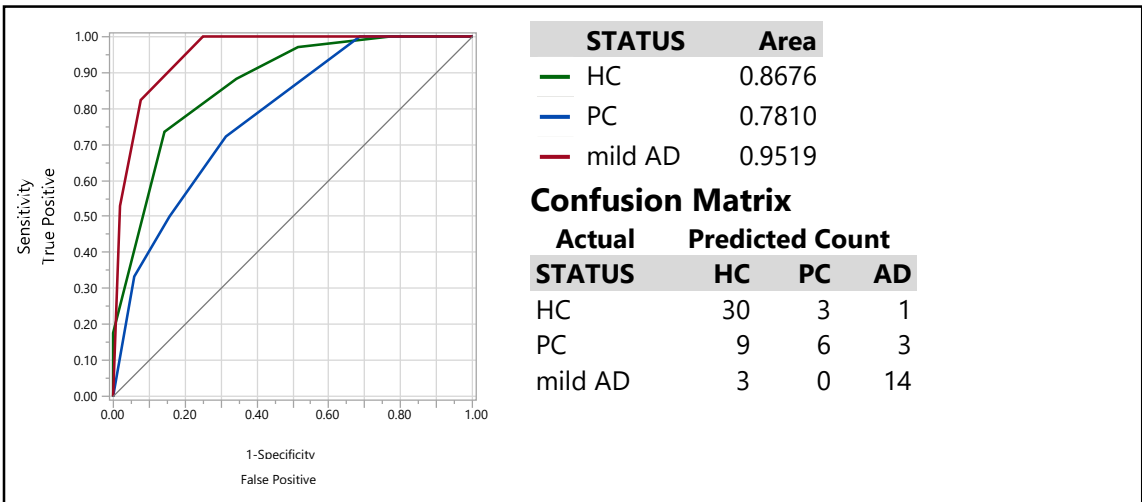 1.00
0.90
0.80
0.70
0.60
0.50
0.40
0.30
0.20
0.10
0.00
Sensitivity
True Positive
0.00 0.20 0.40 0.60 0.80 1.00
1-Specificity
False Positive
STATUS Area
HC 0.8676
PC 0.7810
mild AD 0.9519
Confusion Matrix
Actual Predicted Count
STATUS HC PC AD
HC 30 3 1
PC 9 6 3
mild AD 3 0 14